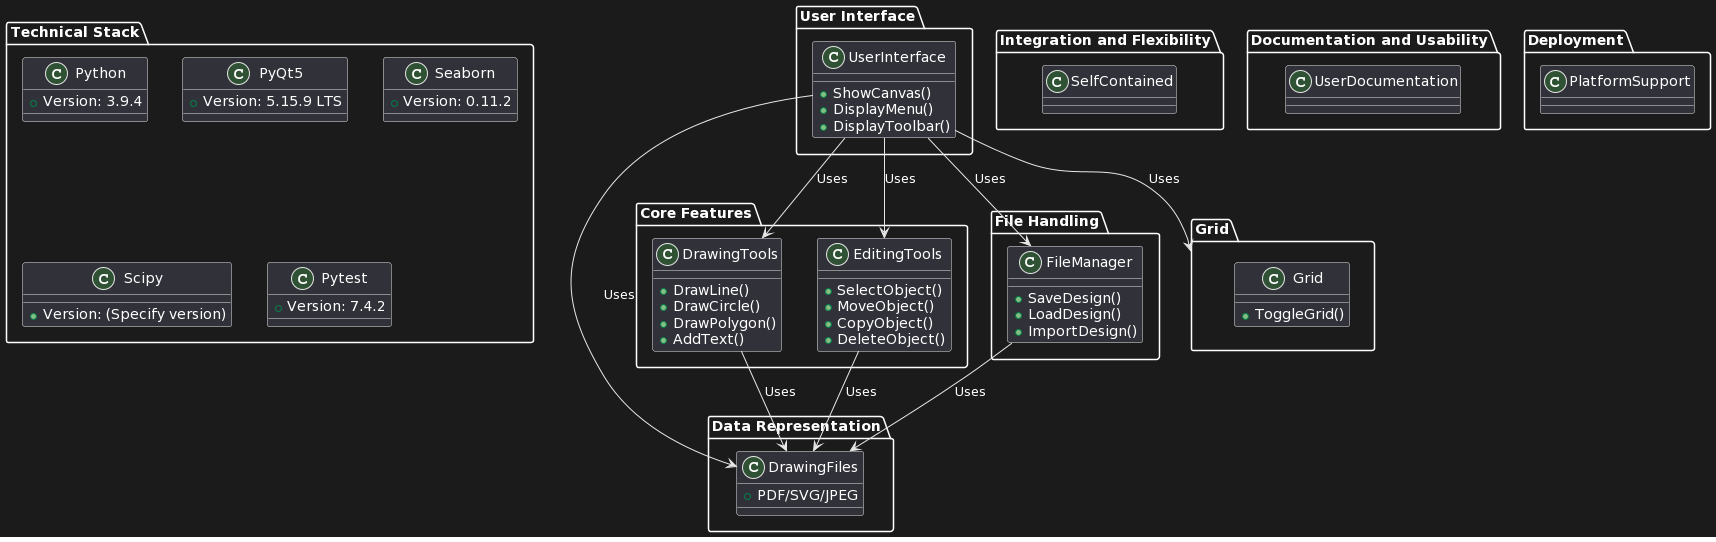 Technical Stack
C Python
Version: 3.9.4
C PyQt5
Version: 5.15.9 LTS
C Seaborn
Version: 0.11.2
C Scipy
Version: (Specify version)
C Pytest
Version: 7.4.2
User Interface
C UserInterface
ShowCanvas()
DisplayMenu()
DisplayToolbar()
Integration and Flexibility
C SelfContained
Documentation and Usability
C UserDocumentation
Deployment
C PlatformSupport
Uses
Uses
Uses
Uses
Uses
Core Features
C DrawingTools
DrawLine()
DrawCircle()
DrawPolygon()
AddText()
C EditingTools
SelectObject()
MoveObject()
CopyObject()
DeleteObject()
File Handling
C FileManager
SaveDesign()
LoadDesign()
ImportDesign()
Grid
C Grid
ToggleGrid()
Uses
Uses
Uses
Data Representation
C DrawingFiles
PDF/SVG/JPEG